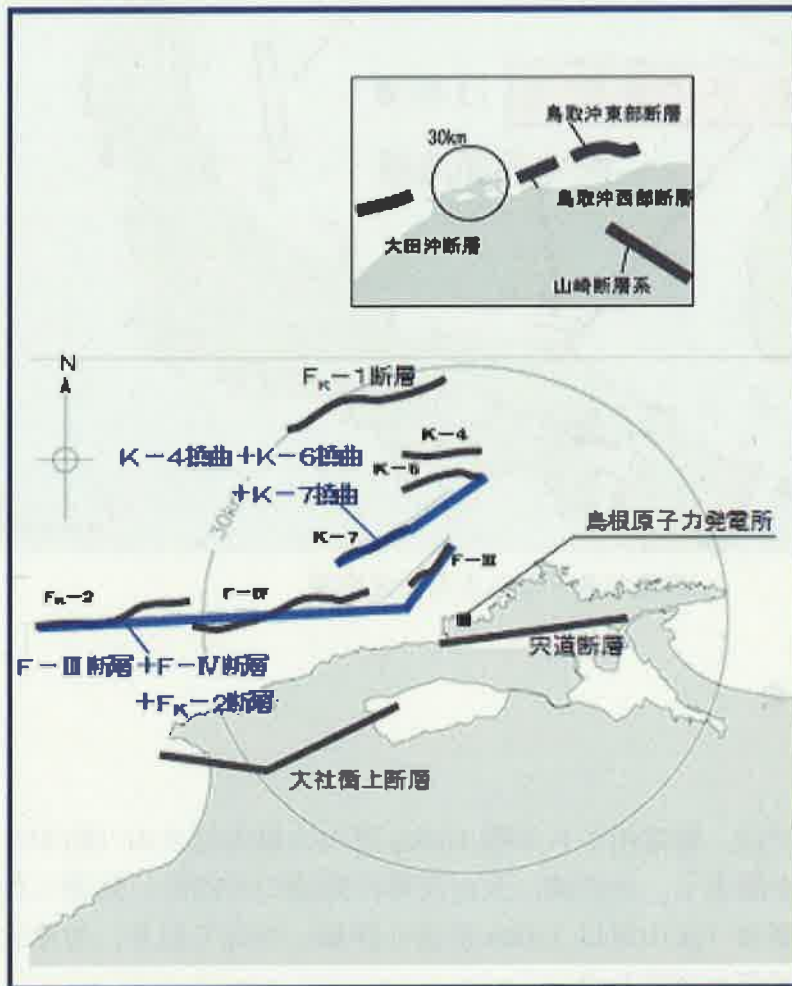 鳥取沖東部断層
30km
鳥取沖西部断層
大田沖断層
山崎断層系
N
FK－1断層
K－4
K－4撓曲＋K－6撓曲
K－6
＋K－7撓曲
30km
K－7
島根原子力発電所
F－Ⅲ
FK－2
F－Ⅳ
宍道断層
F－Ⅲ断層＋F－Ⅳ断層
＋FK－2断層
大社衝上断層